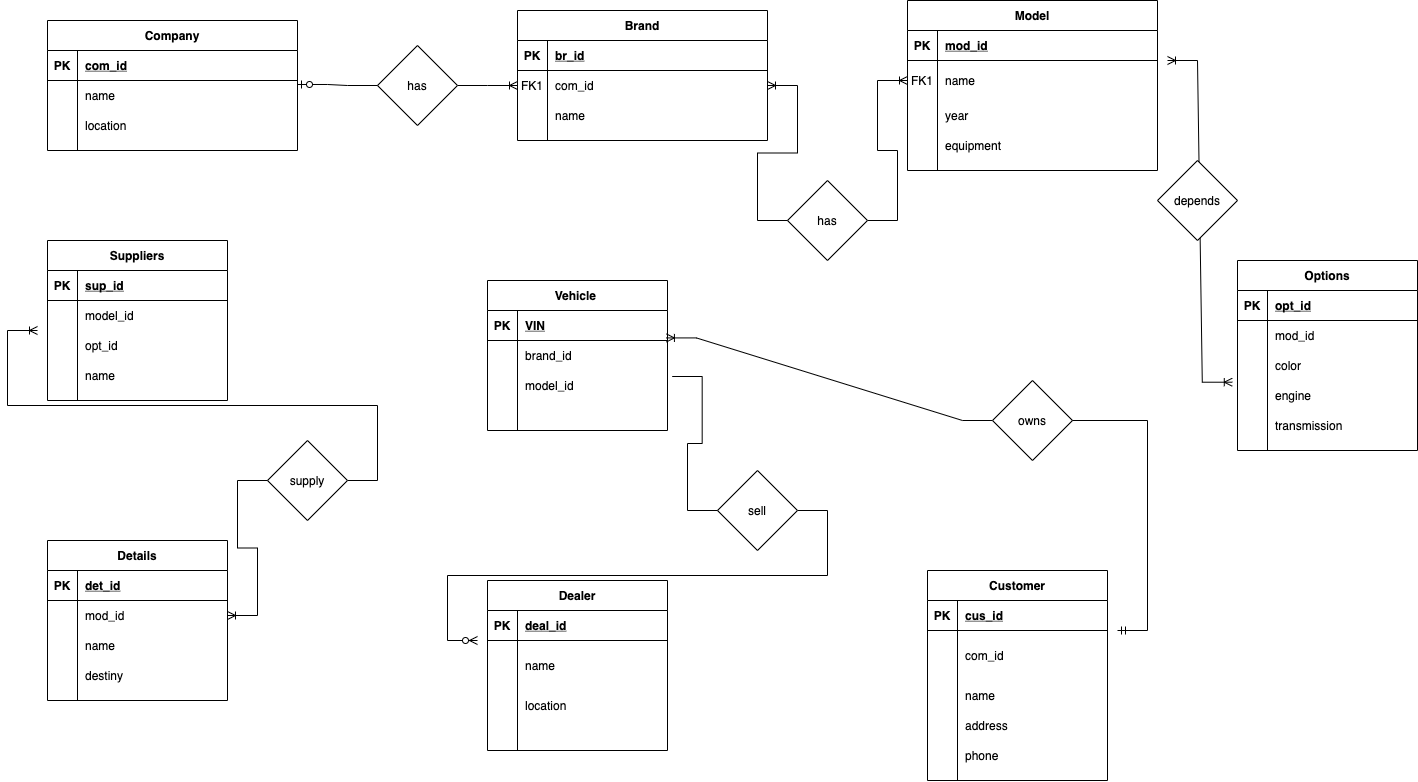 Company
PK com_id
name
location
has
Brand
PK br_id
FK1 com_id
name
has
Model
PK mod_id
FK1 name
year
equipment
depends
Options
PK opt_id
mod_id
color
engine
transmission
Suppliers
PK sup_id
model_id
opt_id
name
supply
Vehicle
PK VIN
brand_id
model_id
owns
sell
Details
PK det_id
mod_id
name
destiny
Dealer
PK deal_id
name
location
Customer
PK cus_id
com_id
name
address
phone